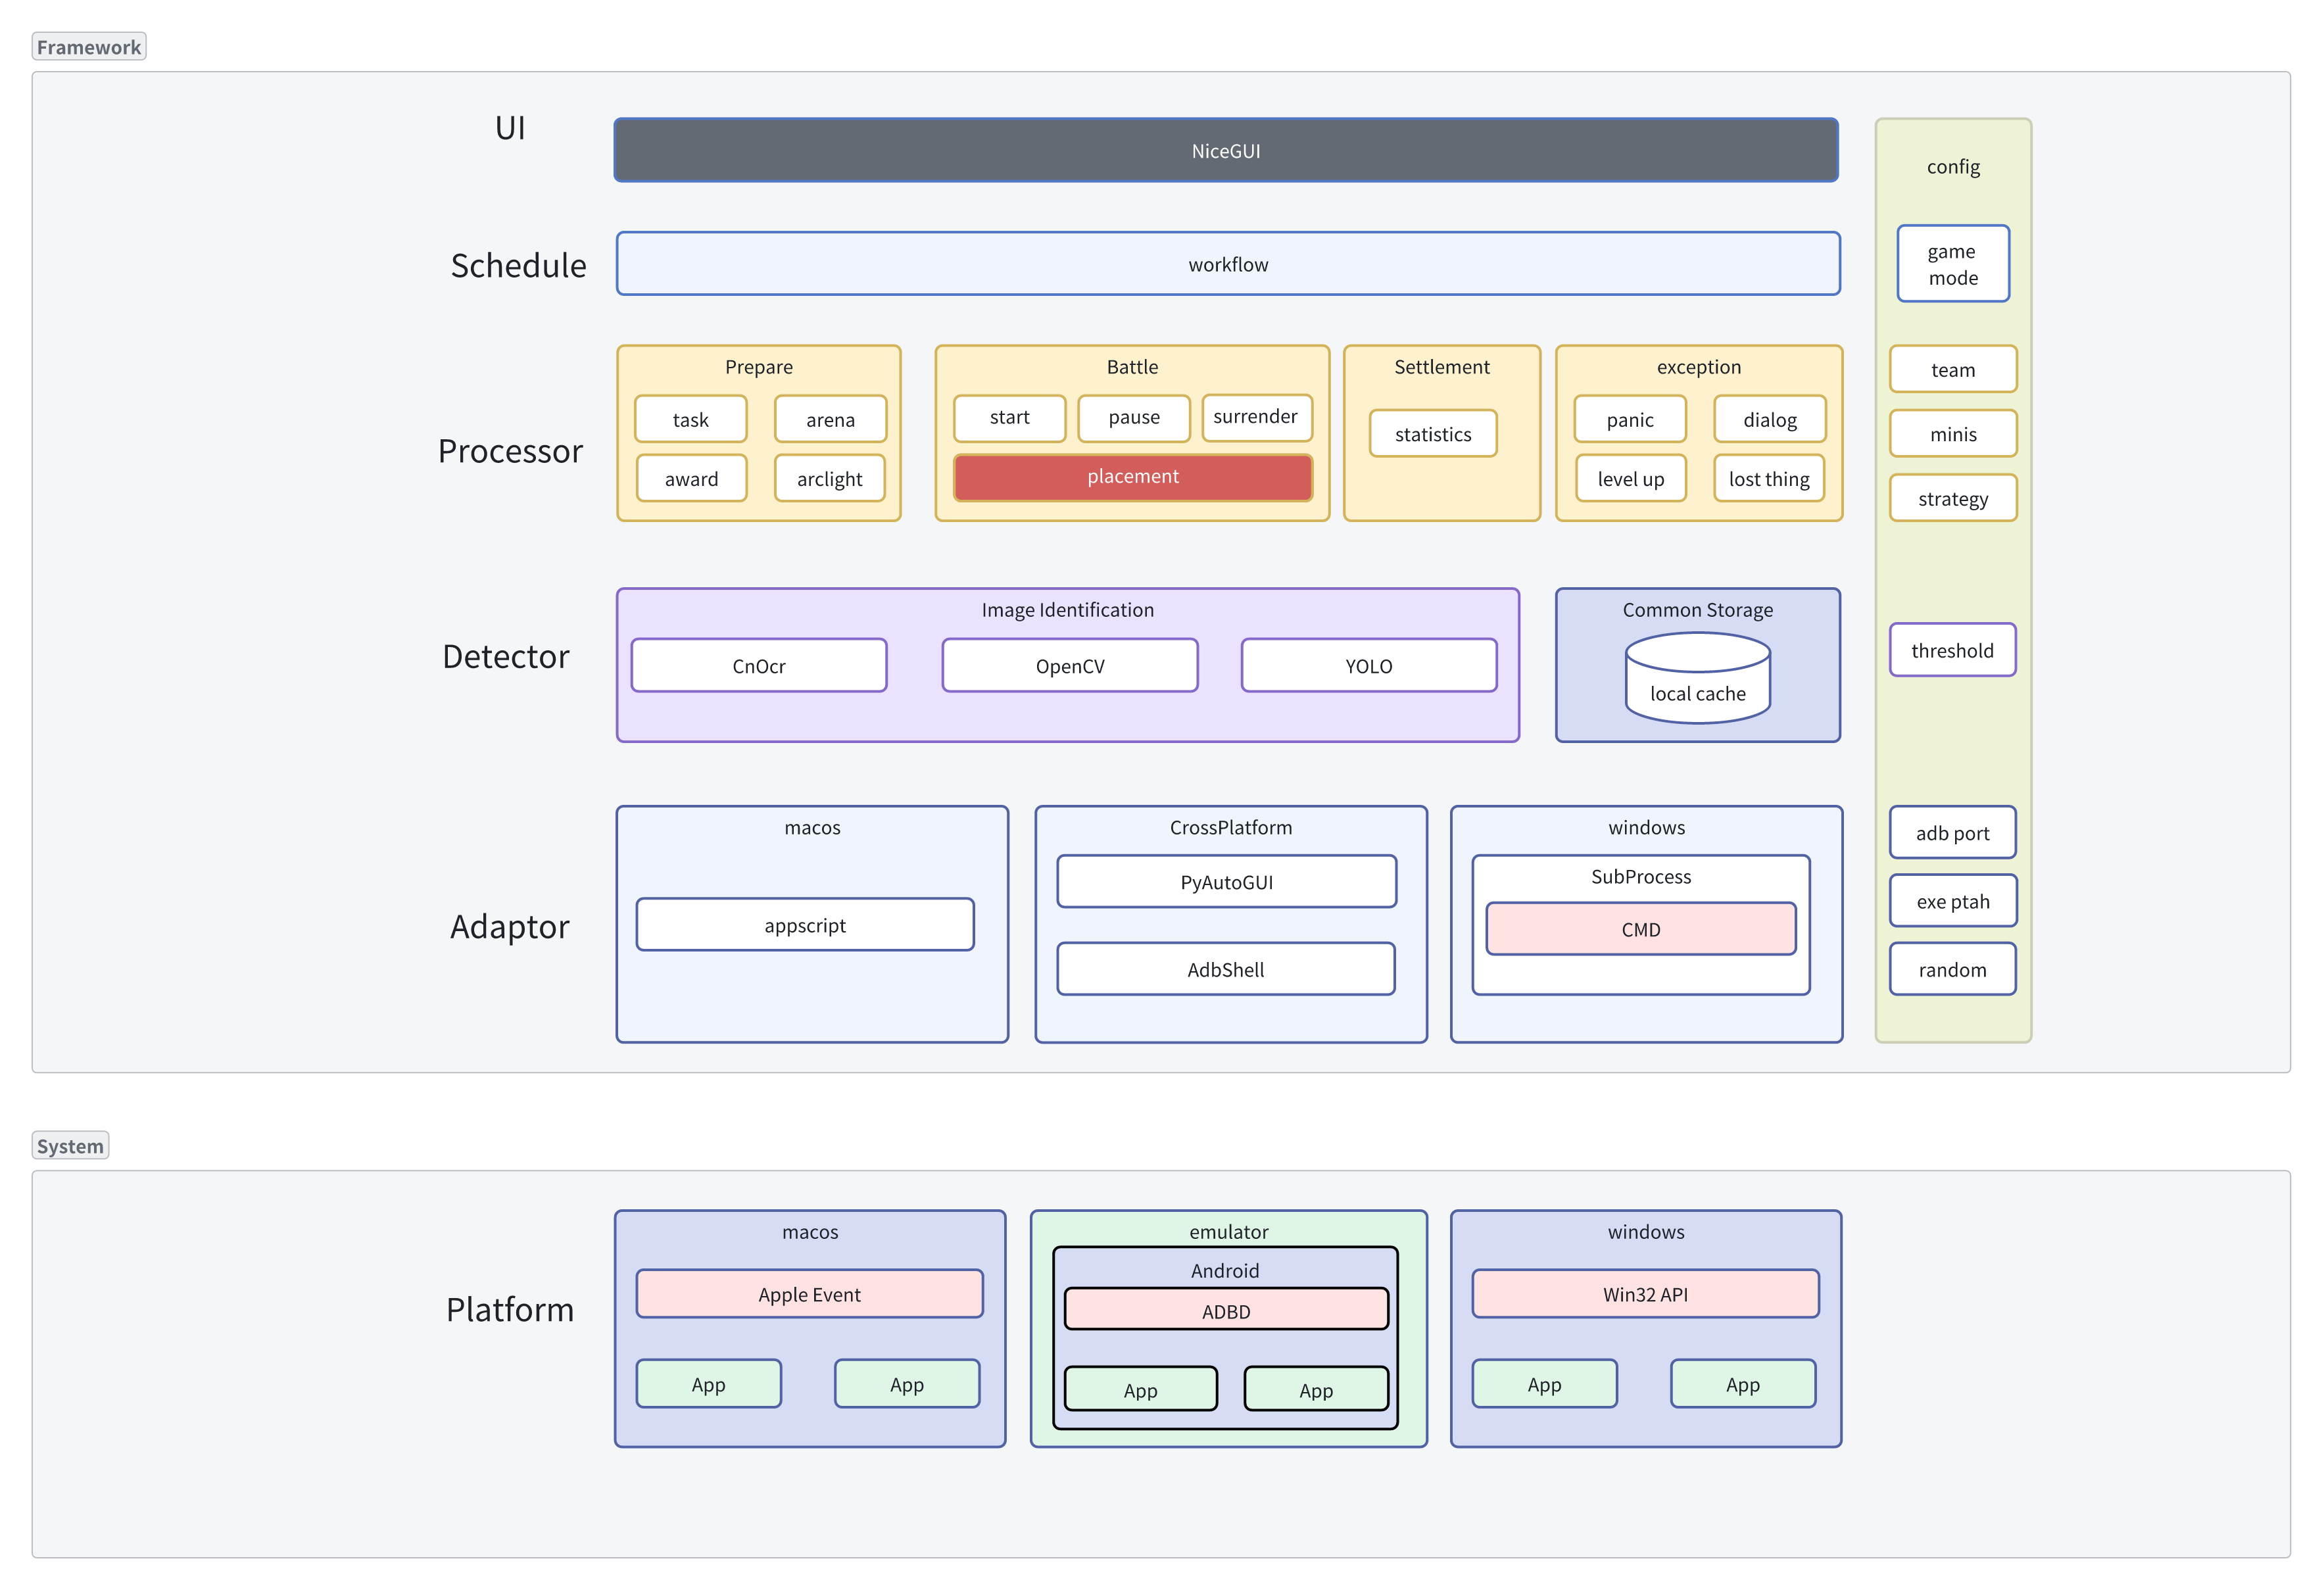 Framework
UI
NiceGUI
config
Schedule
workflow
game
mode
Processor
Prepare
task
arena
award
arclight
Battle
start
pause
surrender
placement
Settlement
statistics
exception
panic
dialog
level up
lost thing
team
minis
strategy
Detector
Image Identification
CnOcr
OpenCV
YOLO
Common Storage
local cache
threshold
Adaptor
macos
appscript
CrossPlatform
PyAutoGUI
AdbShell
windows
SubProcess
CMD
adb port
exe ptah
random
System
Platform
macos
Apple Event
App
App
emulator
Android
ADBD
App
App
windows
Win32 API
App
App